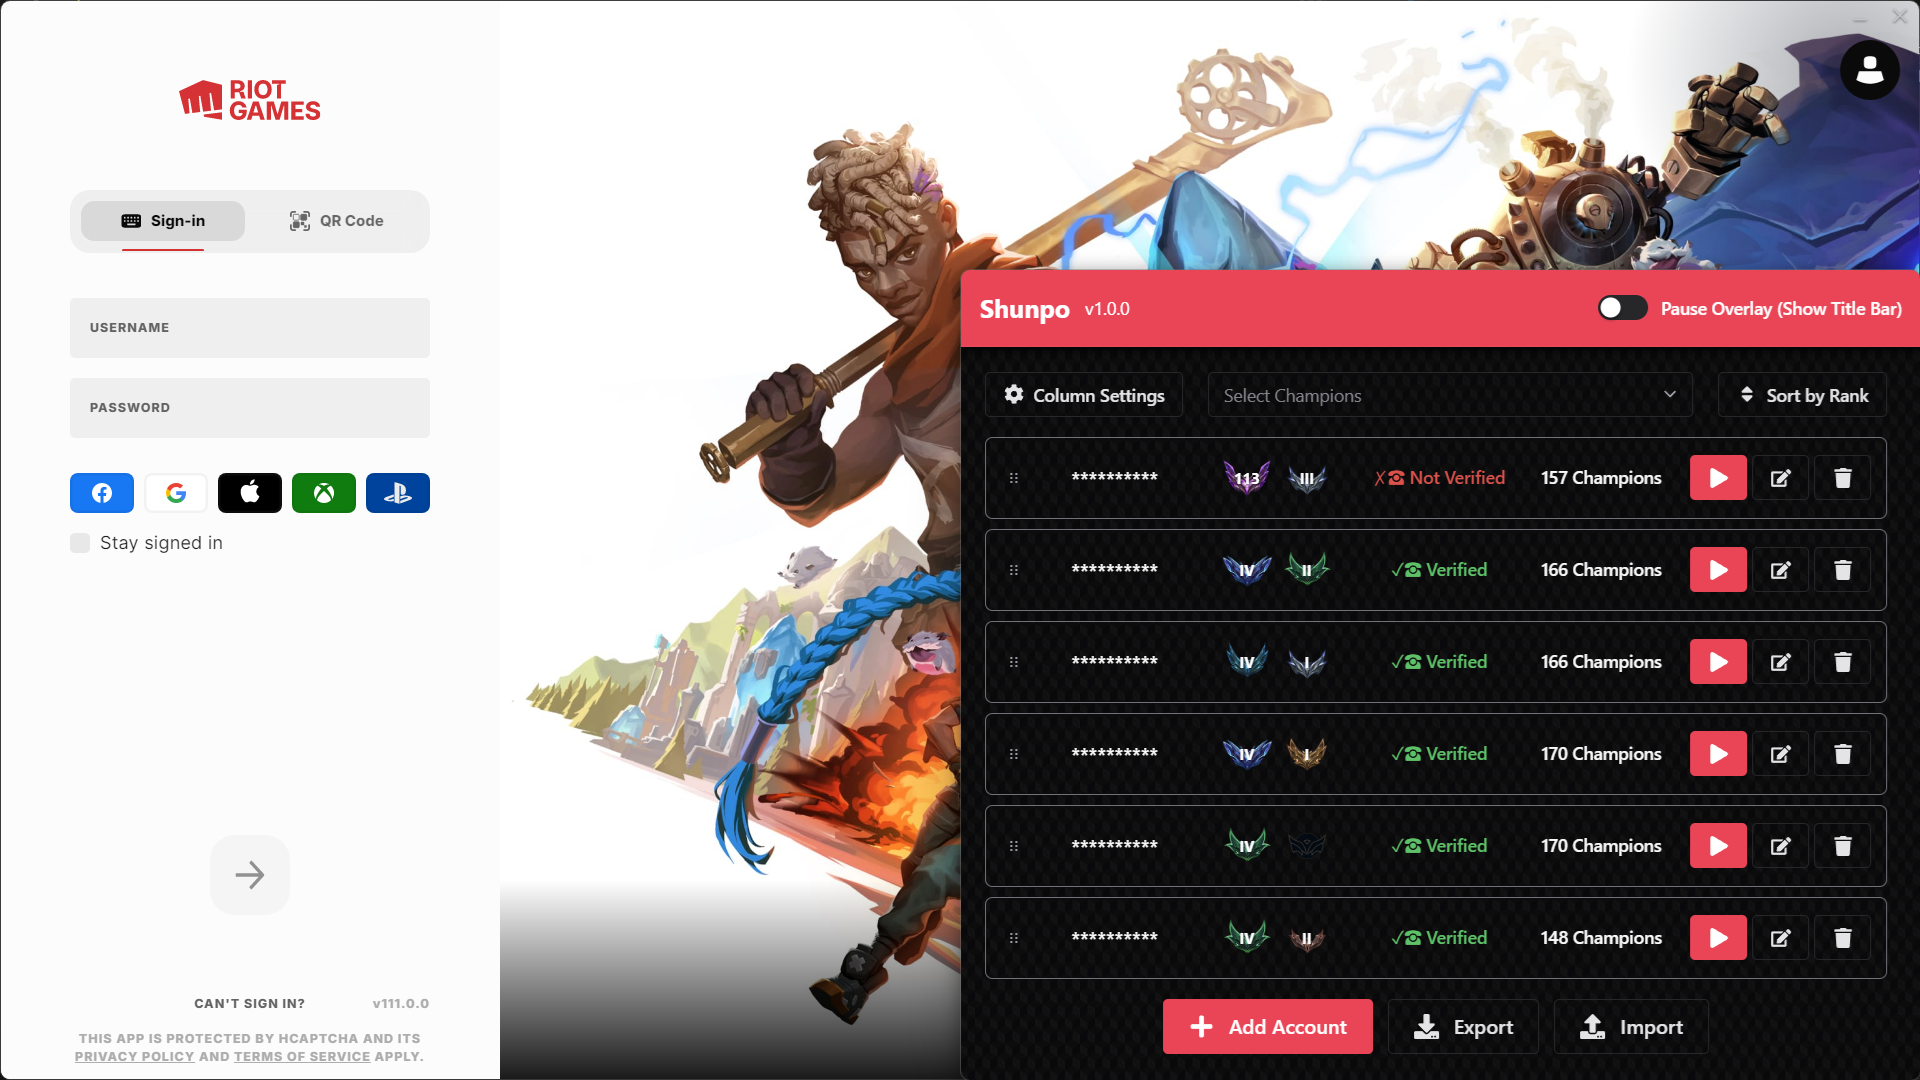 RIOT
GAMES
Sign-in
QR Code
USERNAME
PASSWORD
Stay signed in
CAN'T SIGN IN?
v111.0.0
THIS APP IS PROTECTED BY HCAPTCHA AND ITS
PRIVACY POLICY AND TERMS OF SERVICE APPLY.
Shunpo v1.0.0
Pause Overlay (Show Title Bar)
Column Settings
Select Champions
Sort by Rank
********** 113 III ✗☎ Not Verified 157 Champions
********** IV II ✓☎ Verified 166 Champions
********** IV I ✓☎ Verified 166 Champions
********** IV I ✓☎ Verified 170 Champions
********** IV ✓☎ Verified 170 Champions
********** IV II ✓☎ Verified 148 Champions
Add Account
Export
Import